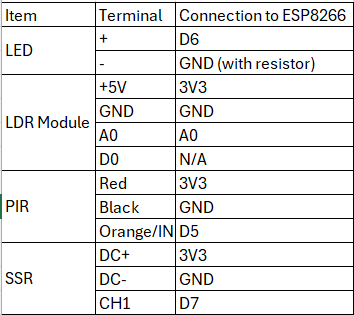 Item Terminal Connection to ESP8266
LED + D6
- GND (with resistor)
LDR Module +5V 3V3
GND GND
A0 A0
D0 N/A
PIR Red 3V3
Black GND
Orange/IN D5
SSR DC+ 3V3
DC- GND
CH1 D7